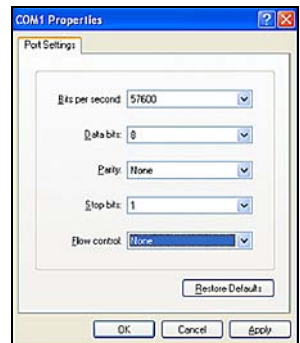 COM1 Properties
Port Settings
Bits per second: 57600
Data bits: 8
Parity: None
Stop bits: 1
Flow control: None
Restore Defaults
OK Cancel Apply